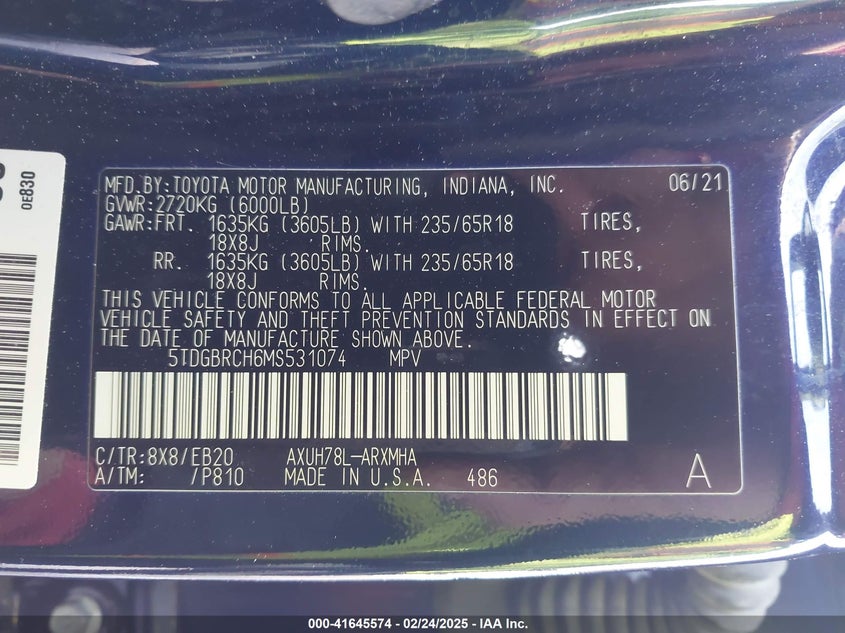 MFD.BY:TOYOTA MOTOR MANUFACTURING, INDIANA, INC. 06/21
GVWR:2720KG (6000LB)
GAWR:FRT. 1635KG (3605LB) WITH 235/65R18 TIRES,
18X8J RIMS.
RR. 1635KG (3605LB) WITH 235/65R18 TIRES,
18X8J RIMS.
THIS VEHICLE CONFORMS TO ALL APPLICABLE FEDERAL MOTOR
VEHICLE SAFETY AND THEFT PREVENTION STANDARDS IN EFFECT ON
THE DATE OF MANUFACTURE SHOWN ABOVE.
5TDGBRCH6MS531074 MPV
C/TR:8X8/EB20 AXUH78L-ARXMHA
A/TM: /P810 MADE IN U.S.A. 486 A
0E830
000-41645574 - 02/24/2025 - IAA Inc.